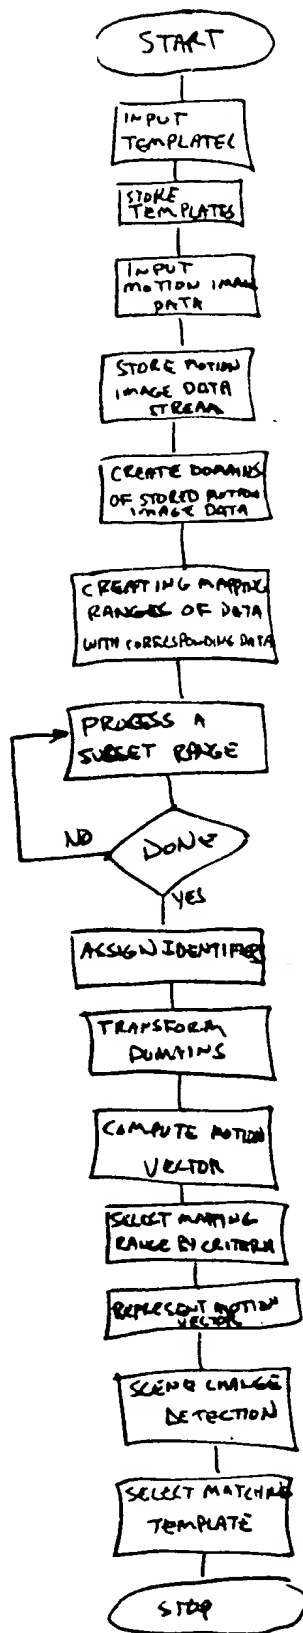 START
INPUT
TEMPLATES
STORE
TEMPLATES
INPUT
MOTION IMAGE
DATA
STORE MOTION
IMAGE DATA
STREAM
CREATE DOMAINS
OF STORED MOTION
IMAGE DATA
CREATING MAPPING
RANGES OF DATA
WITH CORRESPONDING DATA
PROCESS A
SUBSET RANGE
NO
DONE
YES
ASSIGN IDENTIFIERS
TRANSFORM
DOMAINS
COMPUTE MOTION
VECTOR
SELECT MAPPING
RANGE BY CRITERIA
REPRESENT MOTION
VECTOR
SCENE CHANGE
DETECTION
SELECT MATCHING
TEMPLATE
STOP